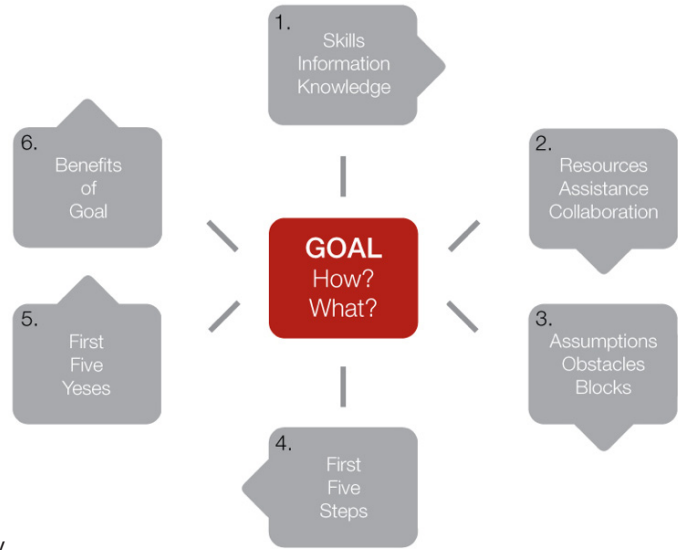 1.
Skills
Information
Knowledge
2.
Resources
Assistance
Collaboration
3.
Assumptions
Obstacles
Blocks
4.
First
Five
Steps
5.
First
Five
Yeses
6.
Benefits
of
Goal
GOAL
How?
What?